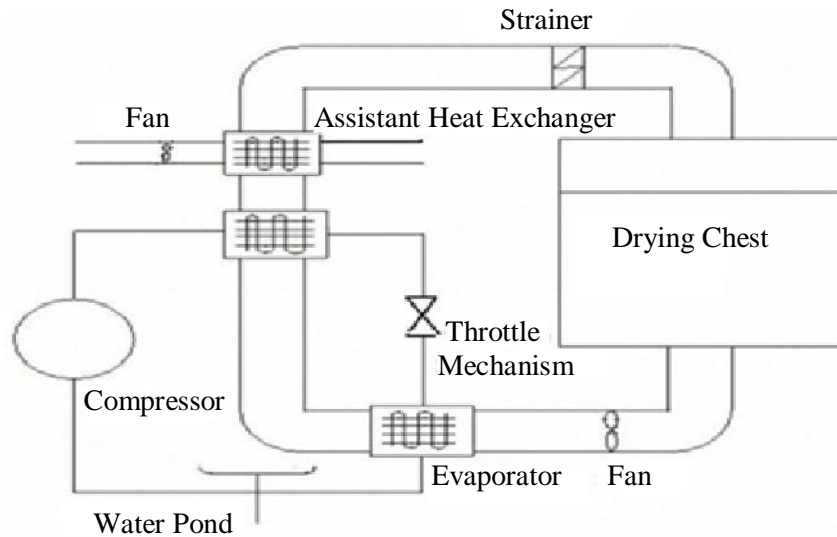 Strainer
Fan
Assistant Heat Exchanger
Drying Chest
Throttle
Mechanism
Compressor
Evaporator
Fan
Water Pond